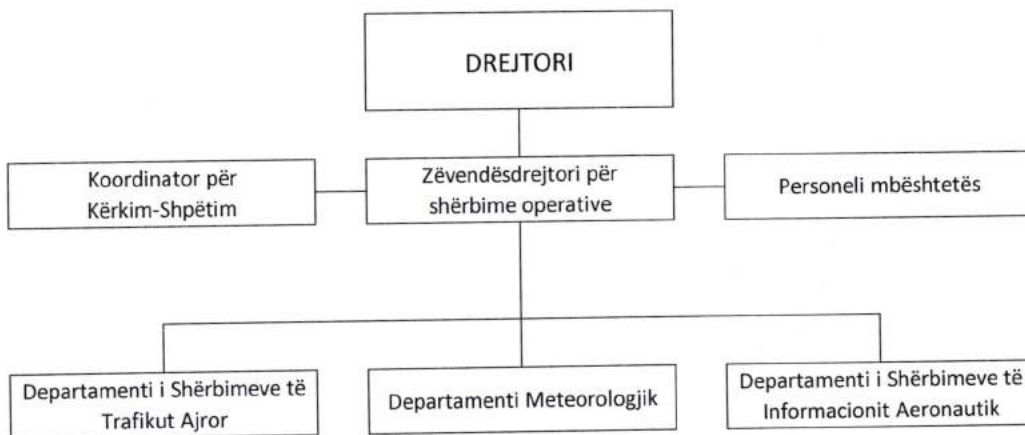 DREJTORI
Koordinator për
Kërkim-Shpëtim
Zëvendësdrejtori për
shërbime operative
Personeli mbështetës
Departamenti i Shërbimeve të
Trafikut Ajror
Departamenti Meteorologjik
Departamenti i Shërbimeve të
Informacionit Aeronautik